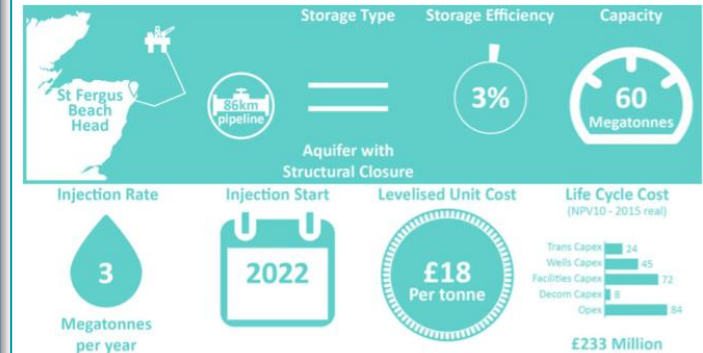 Storage Type
Storage Efficiency
Capacity
St Fergus
Beach
Head
86km
pipeline
3%
60
Megatonnes
Aquifer with
Structural Closure
Injection Rate
Injection Start
Levelised Unit Cost
Life Cycle Cost
(NPV10 - 2015 real)
3
Megatonnes
per year
2022
£18
Per tonne
Trans Capex 24
Wells Capex 45
Facilities Capex 72
Decom Capex 8
Opex 84
£233 Million